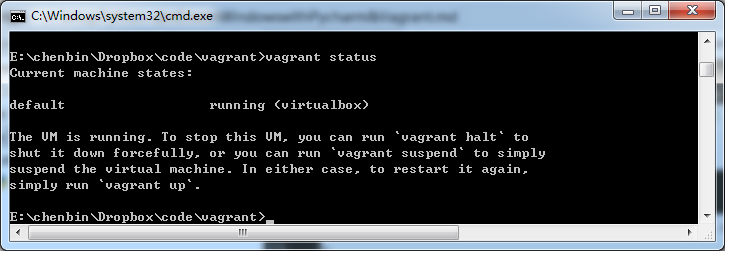 C:\Windows\system32\cmd.exe
E:\chenbin\Dropbox\code\vagrant>vagrant status
Current machine states:
default                   running (virtualbox)
The VM is running. To stop this VM, you can run `vagrant halt` to
shut it down forcefully, or you can run `vagrant suspend` to simply
suspend the virtual machine. In either case, to restart it again,
simply run `vagrant up`.
E:\chenbin\Dropbox\code\vagrant>